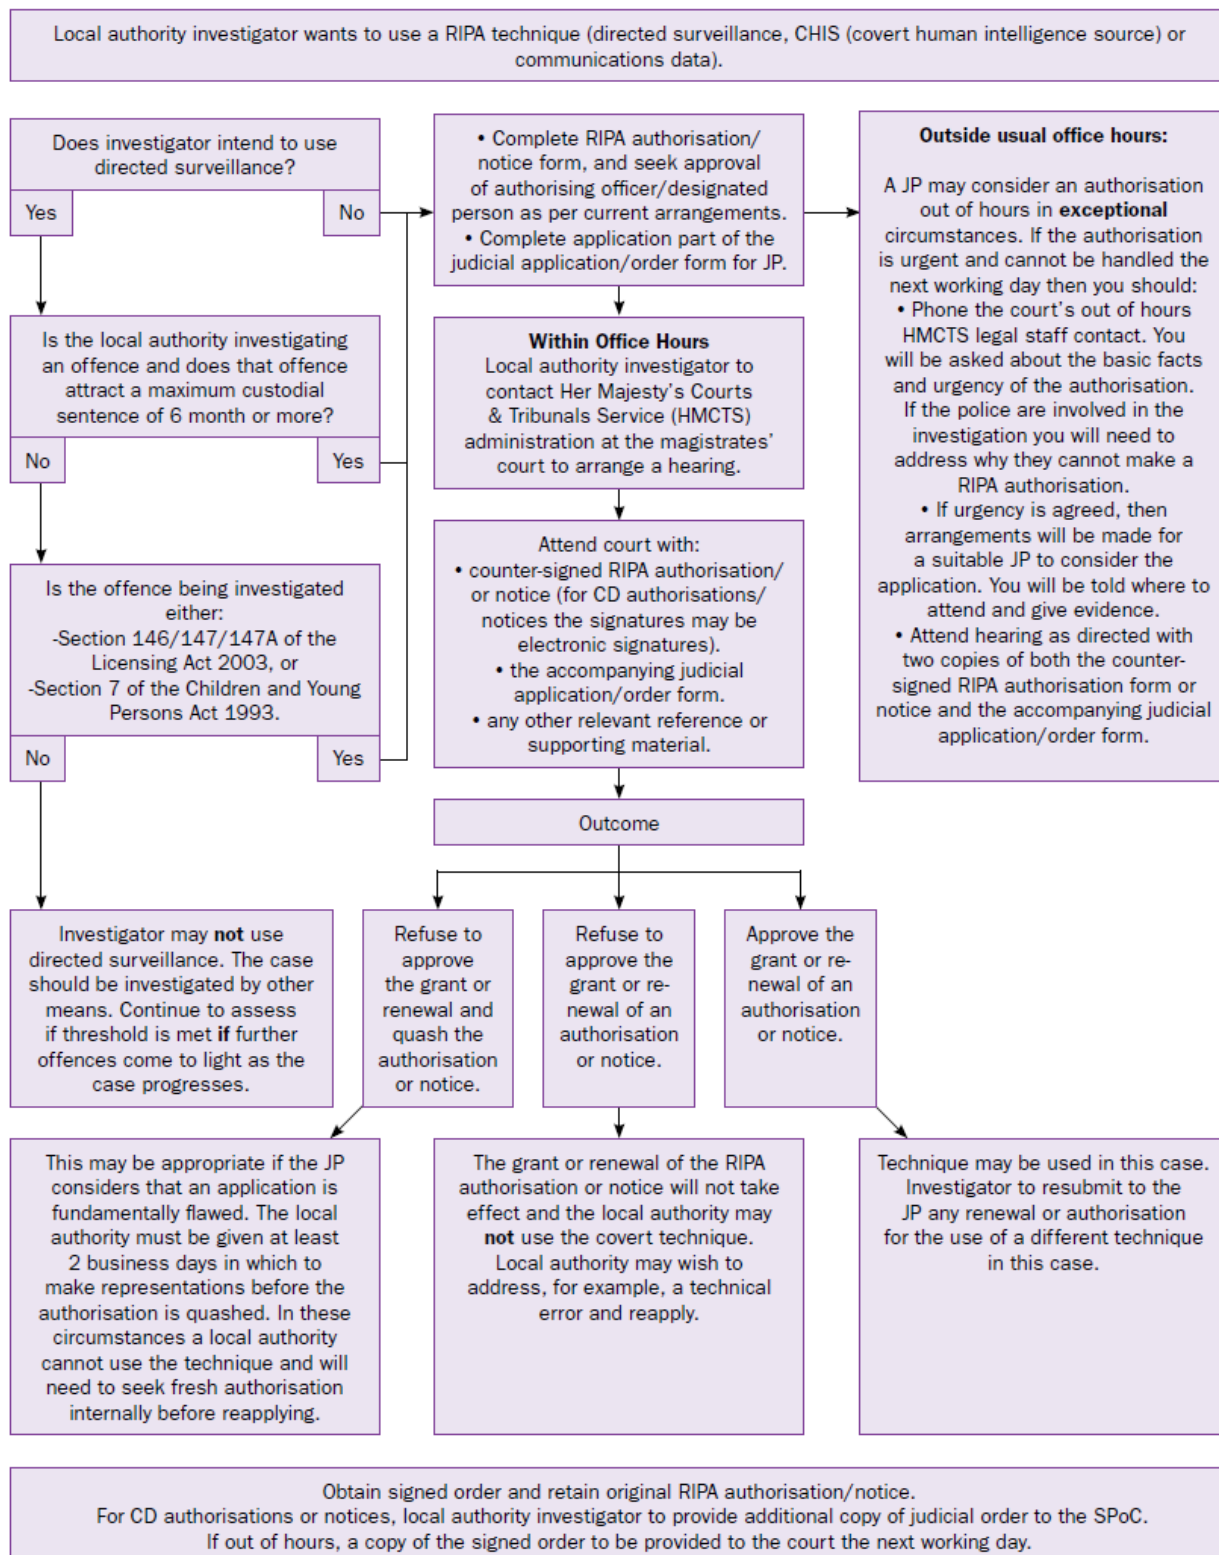 Local authority investigator wants to use a RIPA technique (directed surveillance, CHIS (covert human intelligence source) or
communications data).
Does investigator intend to use
directed surveillance?
Yes
No
Is the local authority investigating
an offence and does that offence
attract a maximum custodial
sentence of 6 month or more?
No
Yes
Is the offence being investigated
either:
-Section 146/147/147A of the
Licensing Act 2003, or
-Section 7 of the Children and Young
Persons Act 1993.
No
Yes
• Complete RIPA authorisation/
notice form, and seek approval
of authorising officer/designated
person as per current arrangements.
• Complete application part of the
judicial application/order form for JP.
Within Office Hours
Local authority investigator to
contact Her Majesty's Courts
& Tribunals Service (HMCTS)
administration at the magistrates'
court to arrange a hearing.
Attend court with:
• counter-signed RIPA authorisation/
or notice (for CD authorisations/
notices the signatures may be
electronic signatures).
• the accompanying judicial
application/order form.
• any other relevant reference or
supporting material.
Outside usual office hours:
A JP may consider an authorisation
out of hours in exceptional
circumstances. If the authorisation
is urgent and cannot be handled the
next working day then you should:
• Phone the court's out of hours
HMCTS legal staff contact. You
will be asked about the basic facts
and urgency of the authorisation.
If the police are involved in the
investigation you will need to
address why they cannot make a
RIPA authorisation.
• If urgency is agreed, then
arrangements will be made for
a suitable JP to consider the
application. You will be told where to
attend and give evidence.
• Attend hearing as directed with
two copies of both the counter-
signed RIPA authorisation form or
notice and the accompanying judicial
application/order form.
Outcome
Investigator may not use
directed surveillance. The case
should be investigated by other
means. Continue to assess
if threshold is met if further
offences come to light as the
case progresses.
Refuse to
approve
the grant or
renewal and
quash the
authorisation
or notice.
Refuse to
approve the
grant or re-
newal of an
authorisation
or notice.
Approve the
grant or re-
newal of an
authorisation
or notice.
This may be appropriate if the JP
considers that an application is
fundamentally flawed. The local
authority must be given at least
2 business days in which to
make representations before the
authorisation is quashed. In these
circumstances a local authority
cannot use the technique and will
need to seek fresh authorisation
internally before reapplying.
The grant or renewal of the RIPA
authorisation or notice will not take
effect and the local authority may
not use the covert technique.
Local authority may wish to
address, for example, a technical
error and reapply.
Technique may be used in this case.
Investigator to resubmit to the
JP any renewal or authorisation
for the use of a different technique
in this case.
Obtain signed order and retain original RIPA authorisation/notice.
For CD authorisations or notices, local authority investigator to provide additional copy of judicial order to the SPoC.
If out of hours, a copy of the signed order to be provided to the court the next working day.